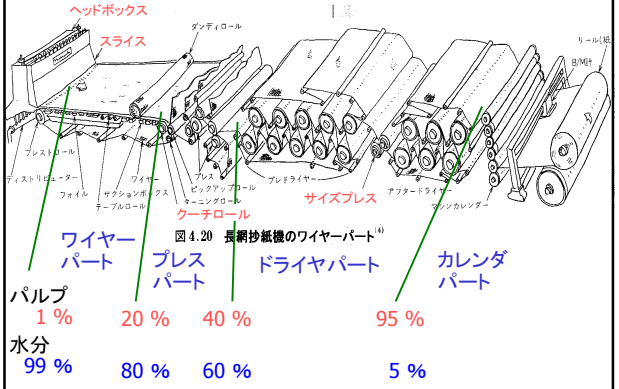 ヘッドボックス
スライス
ダンディロール
リール(紙
プレストロール
ディストリビューター
フォイル
ワイヤー
サクションボックス
テーブルロール
プレス
ピックアップロール
ターニングロール
クーチロール
プレドライヤー
サイズプレス
アフタードライヤー
マシンカレンダー
図4.20 長網抄紙機のワイヤーパート(4)
ワイヤー
パート
プレス
パート
ドライヤパート
カレンダ
パート
パルプ
1 % 20 % 40 % 95 %
水分
99 % 80 % 60 % 5 %